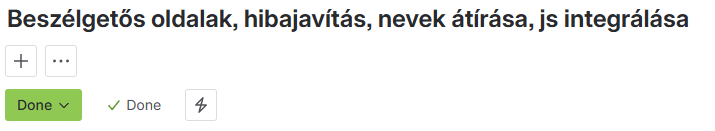 Beszélgetős oldalak, hibajavítás, nevek átírása, js integrálása
Done Done